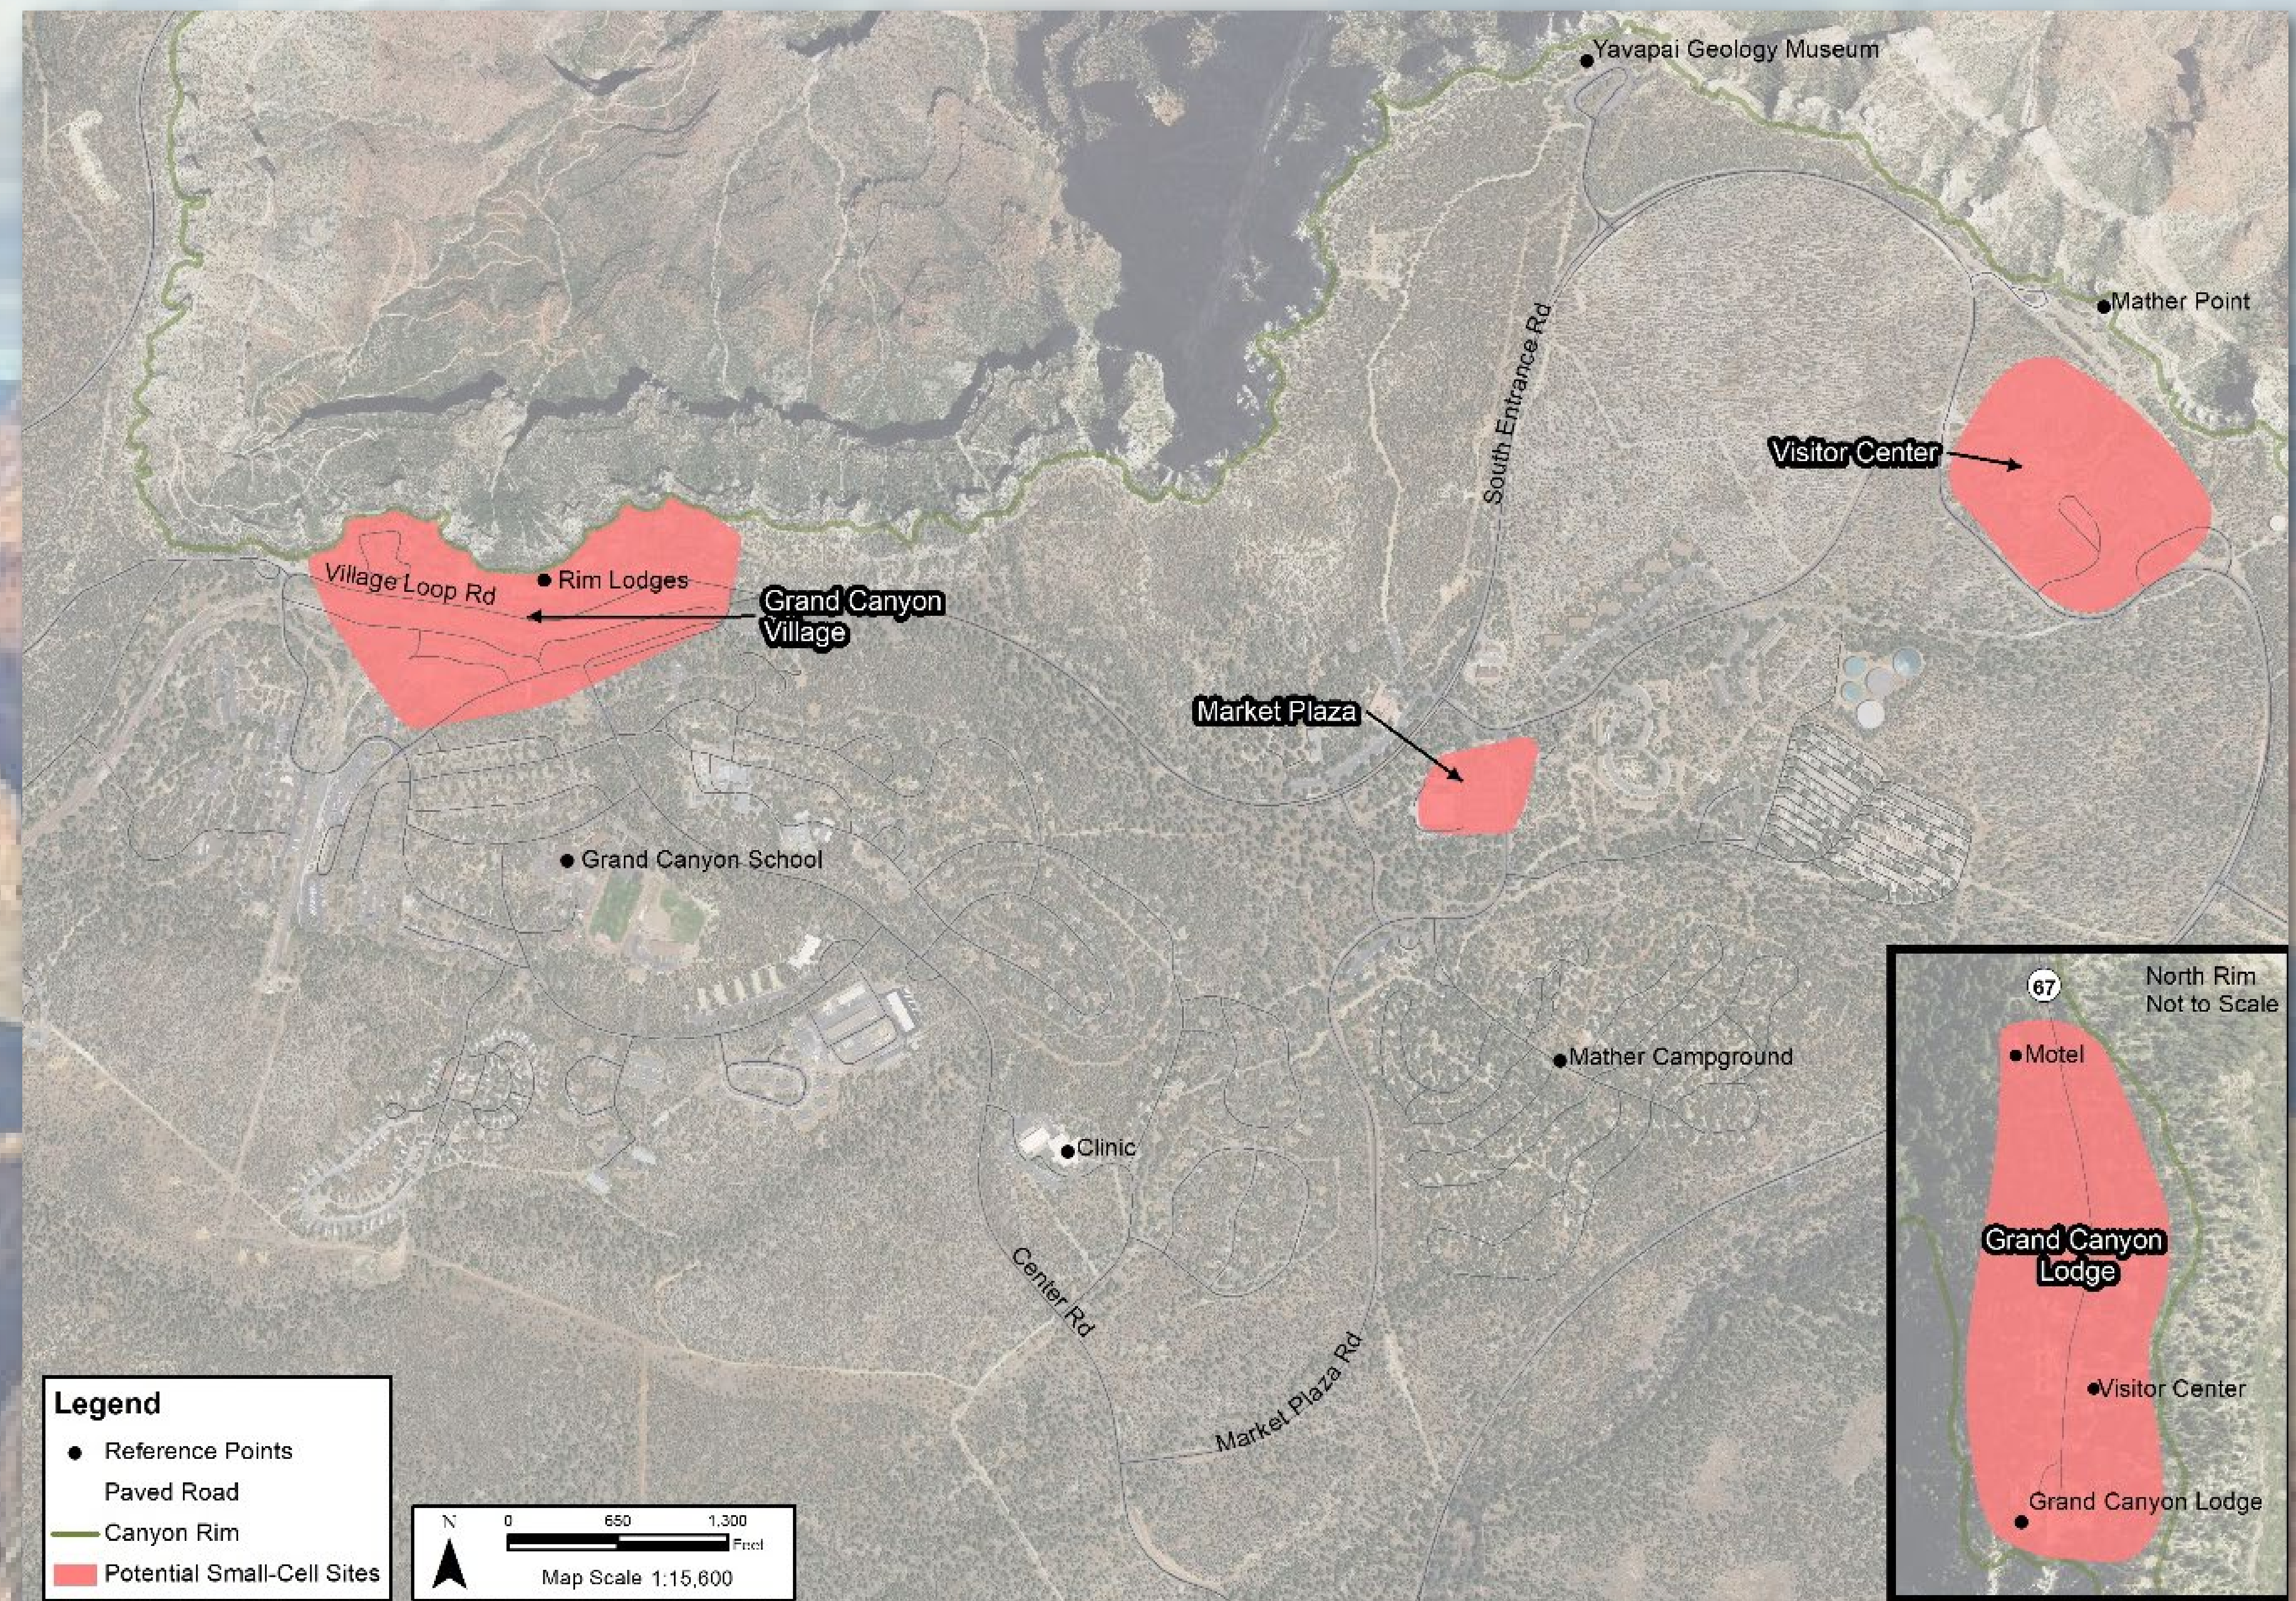 Yavapai Geology Museum
Mather Point
South Entrance Rd
Visitor Center
Village Loop Rd
Rim Lodges
Grand Canyon
Village
Market Plaza
Grand Canyon School
67
North Rim
Not to Scale
Motel
Mather Campground
Clinic
Grand Canyon
Lodge
Center Rd
Market Plaza Rd
Visitor Center
Grand Canyon Lodge
Legend
Reference Points
Paved Road
Canyon Rim
Potential Small-Cell Sites
N
0 650 1,300
Feet
Map Scale 1:15,600